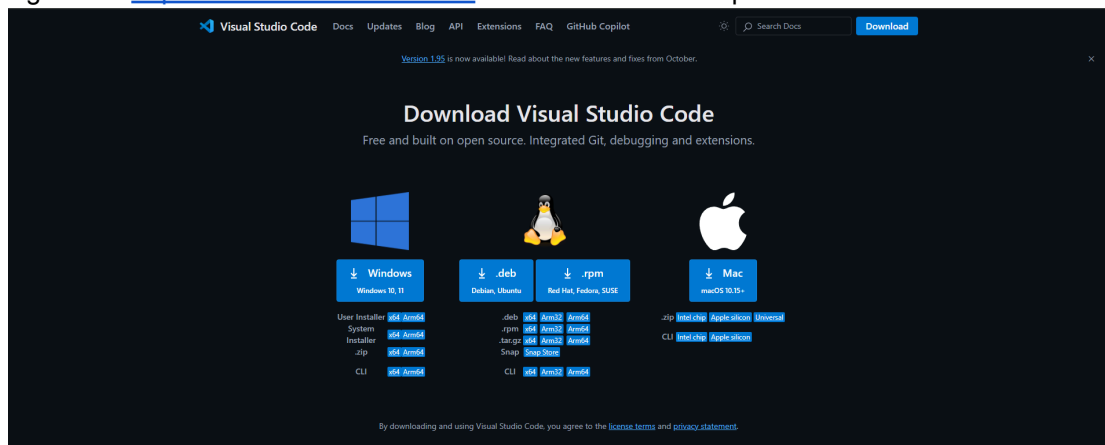 Visual Studio Code Docs Updates Blog API Extensions FAQ GitHub Copilot Search Docs Download
Version 1.95 is now available! Read about the new features and fixes from October.
Download Visual Studio Code
Free and built on open source. Integrated Git, debugging and extensions.
Windows
Windows 10, 11
User Installer x64 Arm64
System
Installer x64 Arm64
.zip x64 Arm64
CLI x64 Arm64
.deb
Debian, Ubuntu
.rpm
Red Hat, Fedora, SUSE
.deb x64 Arm32 Arm64
.rpm x64 Arm32 Arm64
.tar.gz x64 Arm32 Arm64
Snap Snap Store
CLI x64 Arm32 Arm64
Mac
macOS 10.15+
.zip Intel chip Apple silicon Universal
CLI Intel chip Apple silicon
By downloading and using Visual Studio Code, you agree to the license terms and privacy statement.